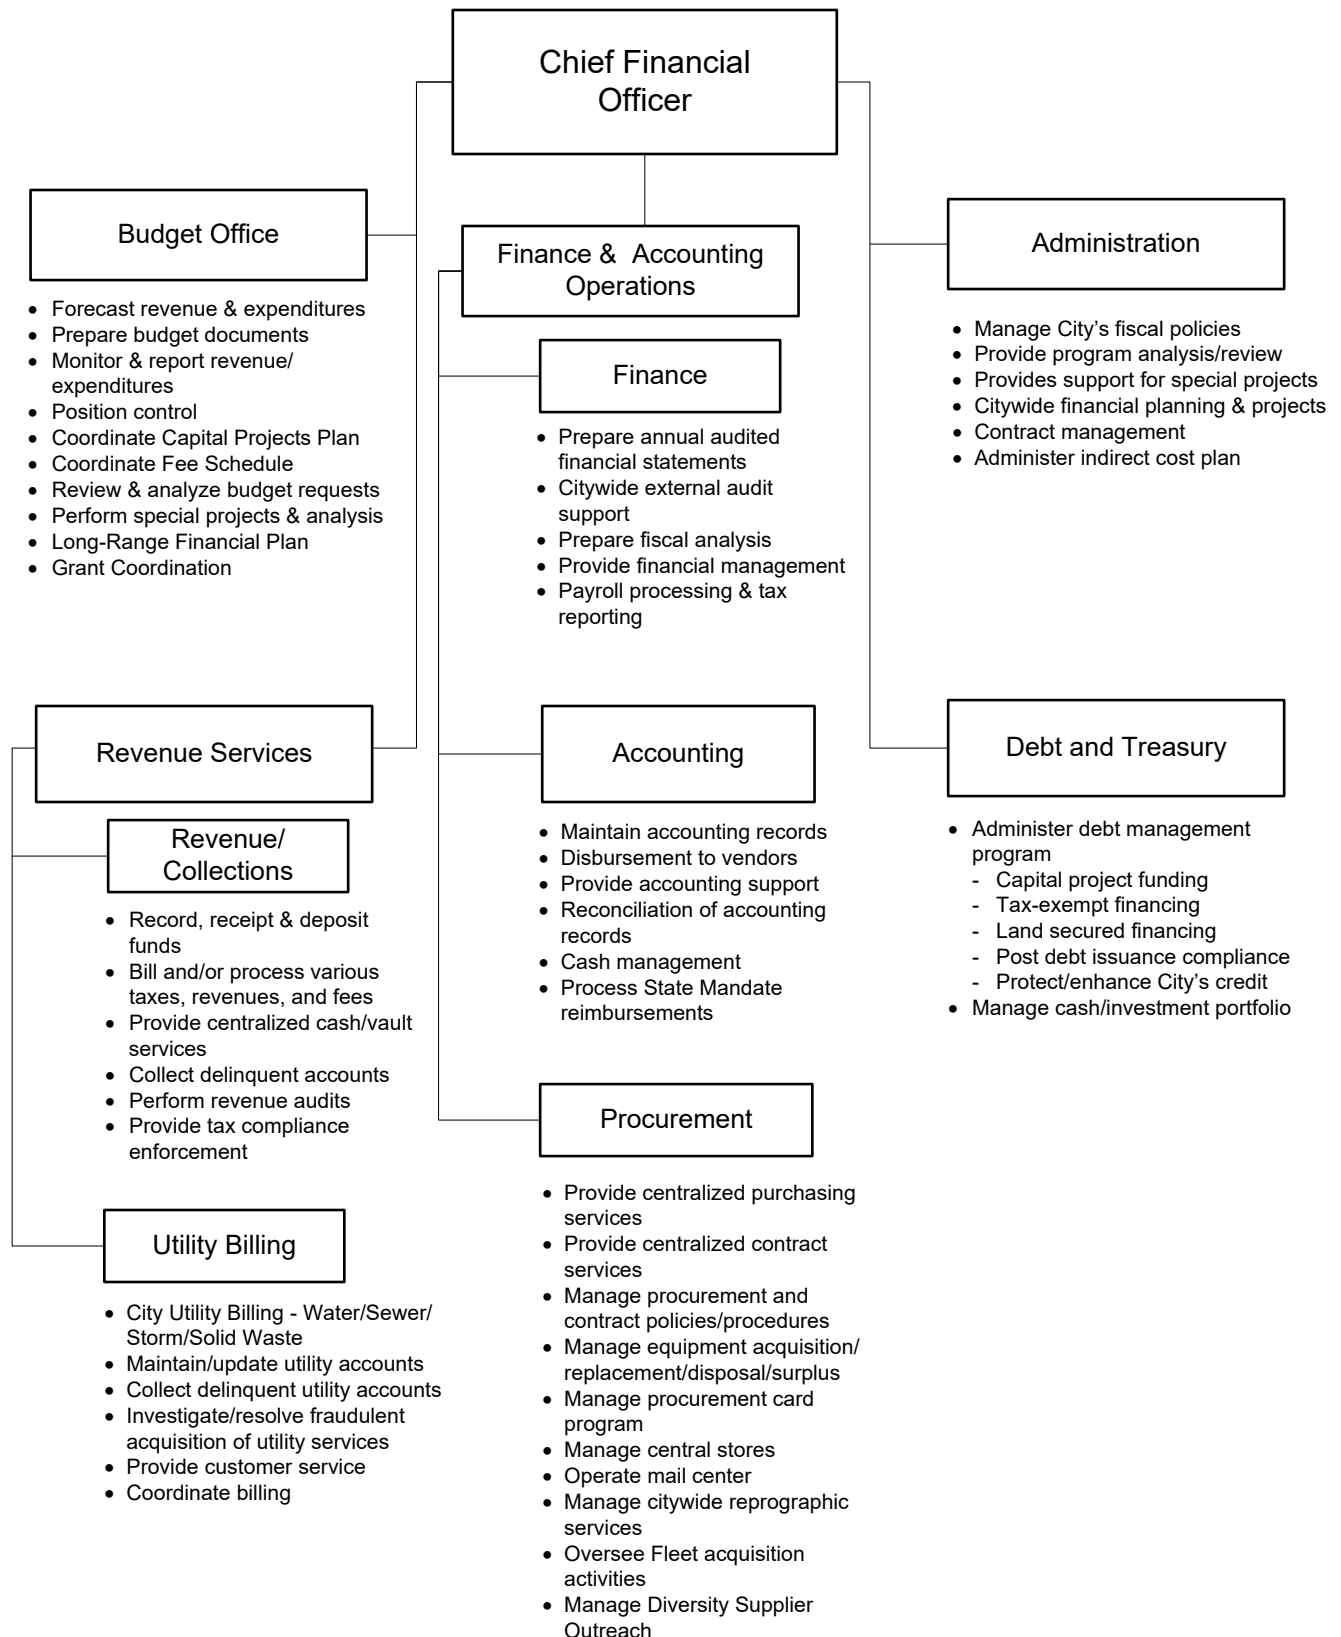 Chief Financial
Officer
Budget Office
• Forecast revenue & expenditures
• Prepare budget documents
• Monitor & report revenue/
expenditures
• Position control
• Coordinate Capital Projects Plan
• Coordinate Fee Schedule
• Review & analyze budget requests
• Perform special projects & analysis
• Long-Range Financial Plan
• Grant Coordination
Revenue Services
Revenue/
Collections
• Record, receipt & deposit
funds
• Bill and/or process various
taxes, revenues, and fees
• Provide centralized cash/vault
services
• Collect delinquent accounts
• Perform revenue audits
• Provide tax compliance
enforcement
Utility Billing
• City Utility Billing - Water/Sewer/
Storm/Solid Waste
• Maintain/update utility accounts
• Collect delinquent utility accounts
• Investigate/resolve fraudulent
acquisition of utility services
• Provide customer service
• Coordinate billing
Finance & Accounting
Operations
Finance
• Prepare annual audited
financial statements
• Citywide external audit
support
• Prepare fiscal analysis
• Provide financial management
• Payroll processing & tax
reporting
Accounting
• Maintain accounting records
• Disbursement to vendors
• Provide accounting support
• Reconciliation of accounting
records
• Cash management
• Process State Mandate
reimbursements
Procurement
• Provide centralized purchasing
services
• Provide centralized contract
services
• Manage procurement and
contract policies/procedures
• Manage equipment acquisition/
replacement/disposal/surplus
• Manage procurement card
program
• Manage central stores
• Operate mail center
• Manage citywide reprographic
services
• Oversee Fleet acquisition
activities
• Manage Diversity Supplier
Outreach
Administration
• Manage City’s fiscal policies
• Provide program analysis/review
• Provides support for special projects
• Citywide financial planning & projects
• Contract management
• Administer indirect cost plan
Debt and Treasury
• Administer debt management
program
- Capital project funding
- Tax-exempt financing
- Land secured financing
- Post debt issuance compliance
- Protect/enhance City’s credit
• Manage cash/investment portfolio